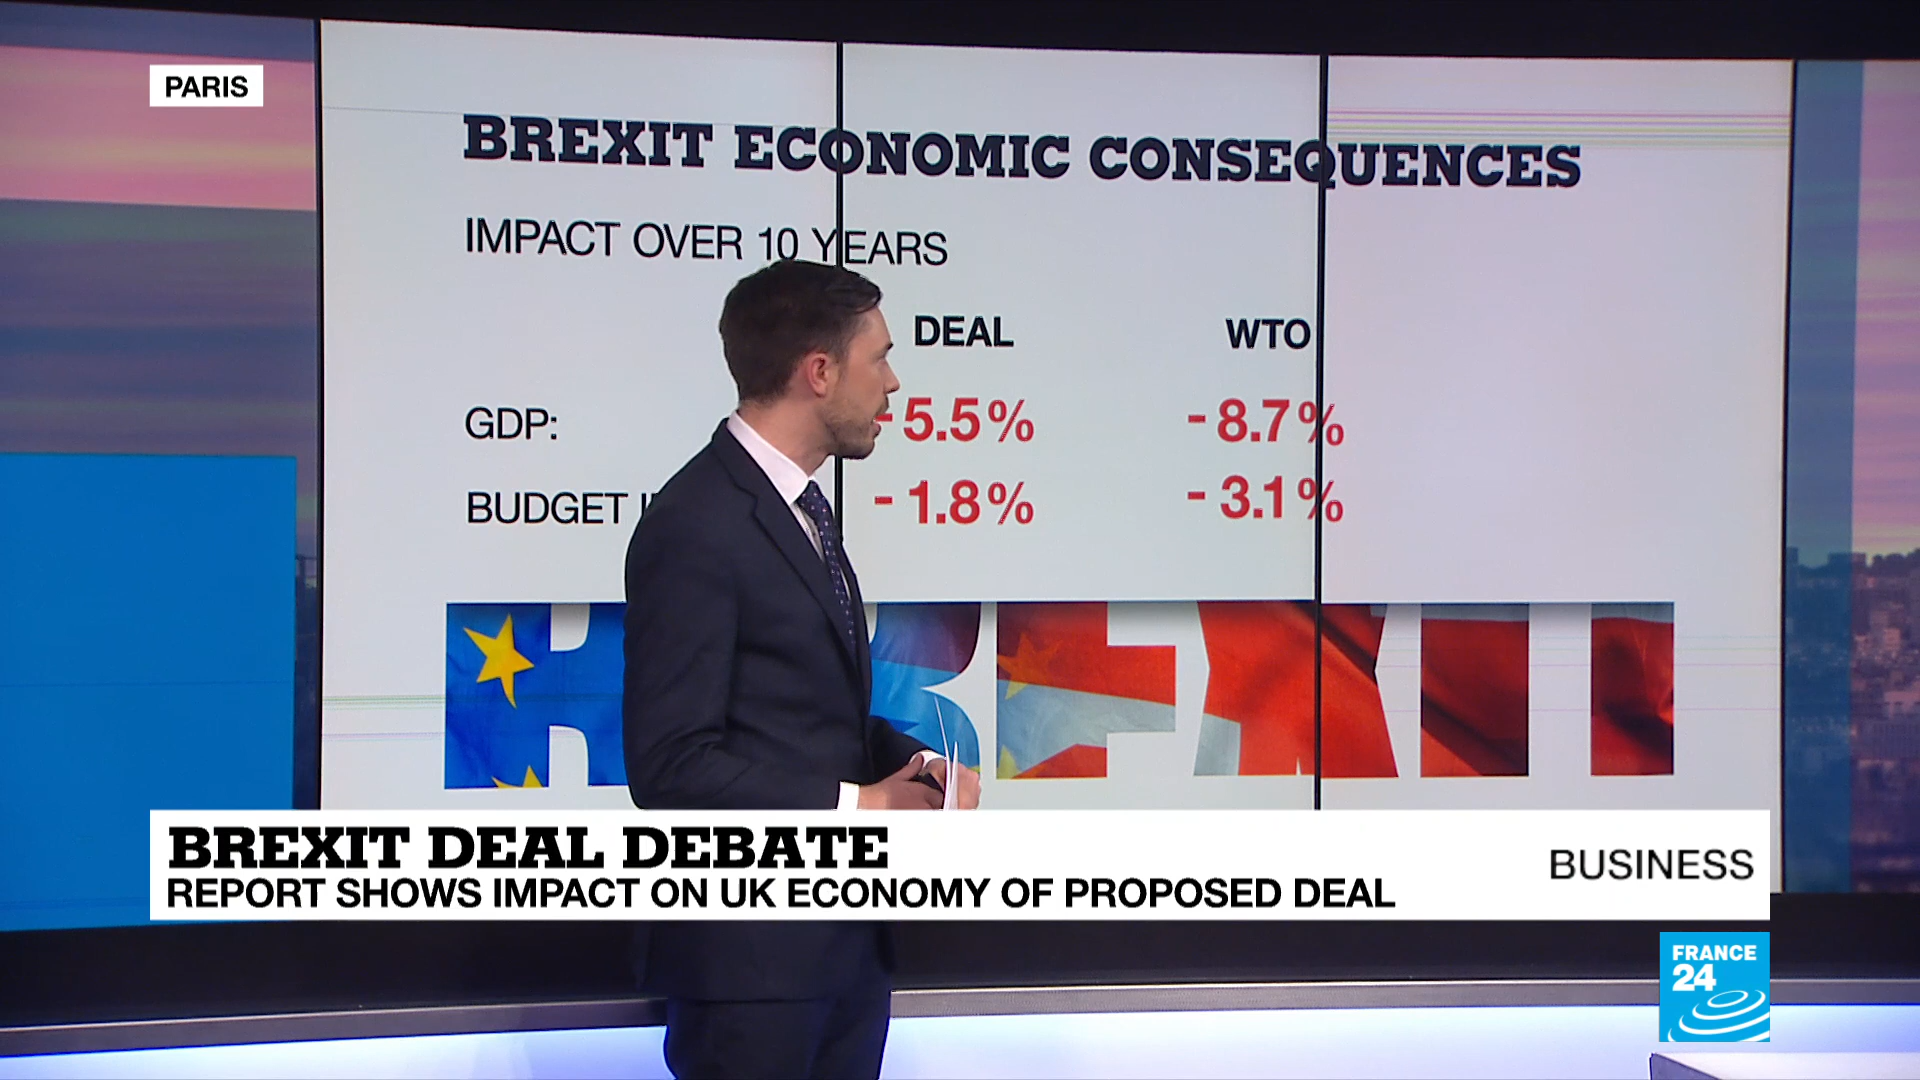 PARIS
BREXIT ECONOMIC CONSEQUENCES
IMPACT OVER 10 YEARS
DEAL WTO
GDP: -5.5% -8.7%
BUDGET -1.8% -3.1%
BREXIT
BREXIT DEAL DEBATE
REPORT SHOWS IMPACT ON UK ECONOMY OF PROPOSED DEAL
BUSINESS
FRANCE
24